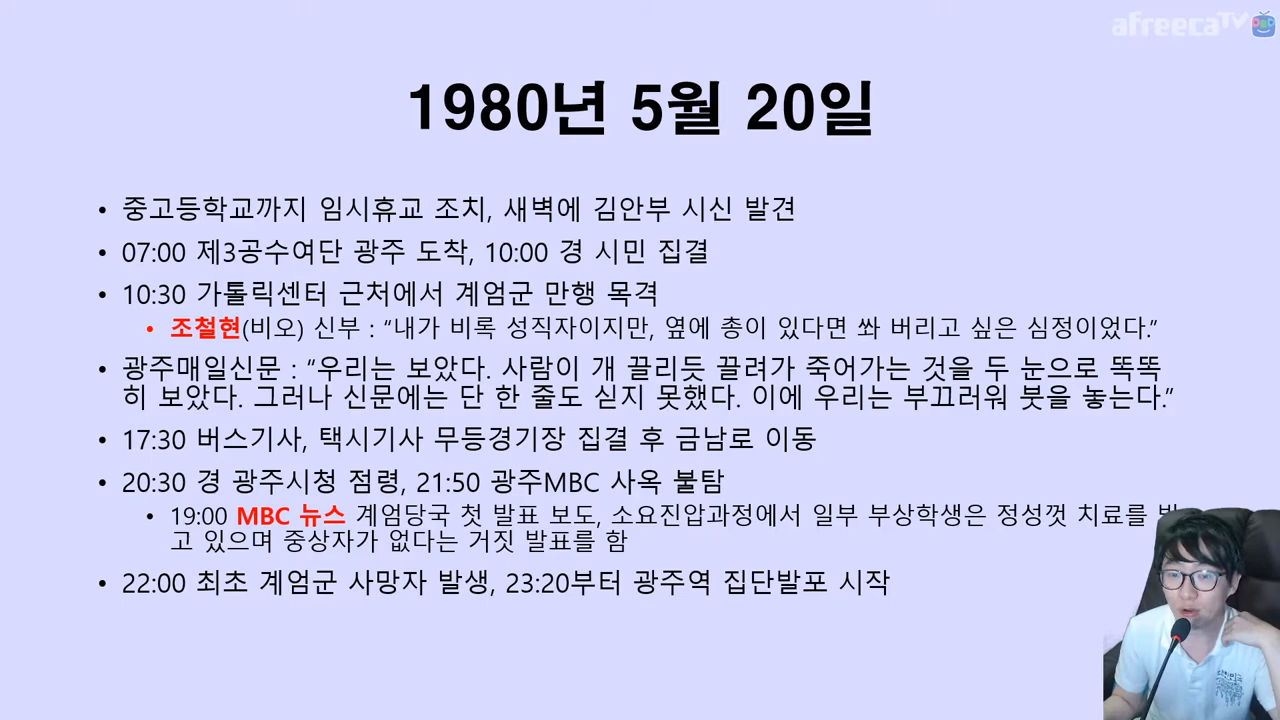 afreecaTV
1980년 5월 20일
• 중고등학교까지 임시휴교 조치, 새벽에 김안부 시신 발견
• 07:00 제3공수여단 광주 도착, 10:00 경 시민 집결
• 10:30 가톨릭센터 근처에서 계엄군 만행 목격
• 조철현(비오) 신부 : “내가 비록 성직자이지만, 옆에 총이 있다면 쏴 버리고 싶은 심정이었다.”
• 광주매일신문 : “우리는 보았다. 사람이 개 끌리듯 끌려가 죽어가는 것을 두 눈으로 똑똑
히 보았다. 그러나 신문에는 단 한 줄도 싣지 못했다. 이에 우리는 부끄러워 붓을 놓는다.”
• 17:30 버스기사, 택시기사 무등경기장 집결 후 금남로 이동
• 20:30 경 광주시청 점령, 21:50 광주MBC 사옥 불탐
• 19:00 MBC 뉴스 계엄당국 첫 발표 보도, 소요진압과정에서 일부 부상학생은 정성껏 치료를
고 있으며 중상자가 없다는 거짓 발표를 함
• 22:00 최초 계엄군 사망자 발생, 23:20부터 광주역 집단발포 시작